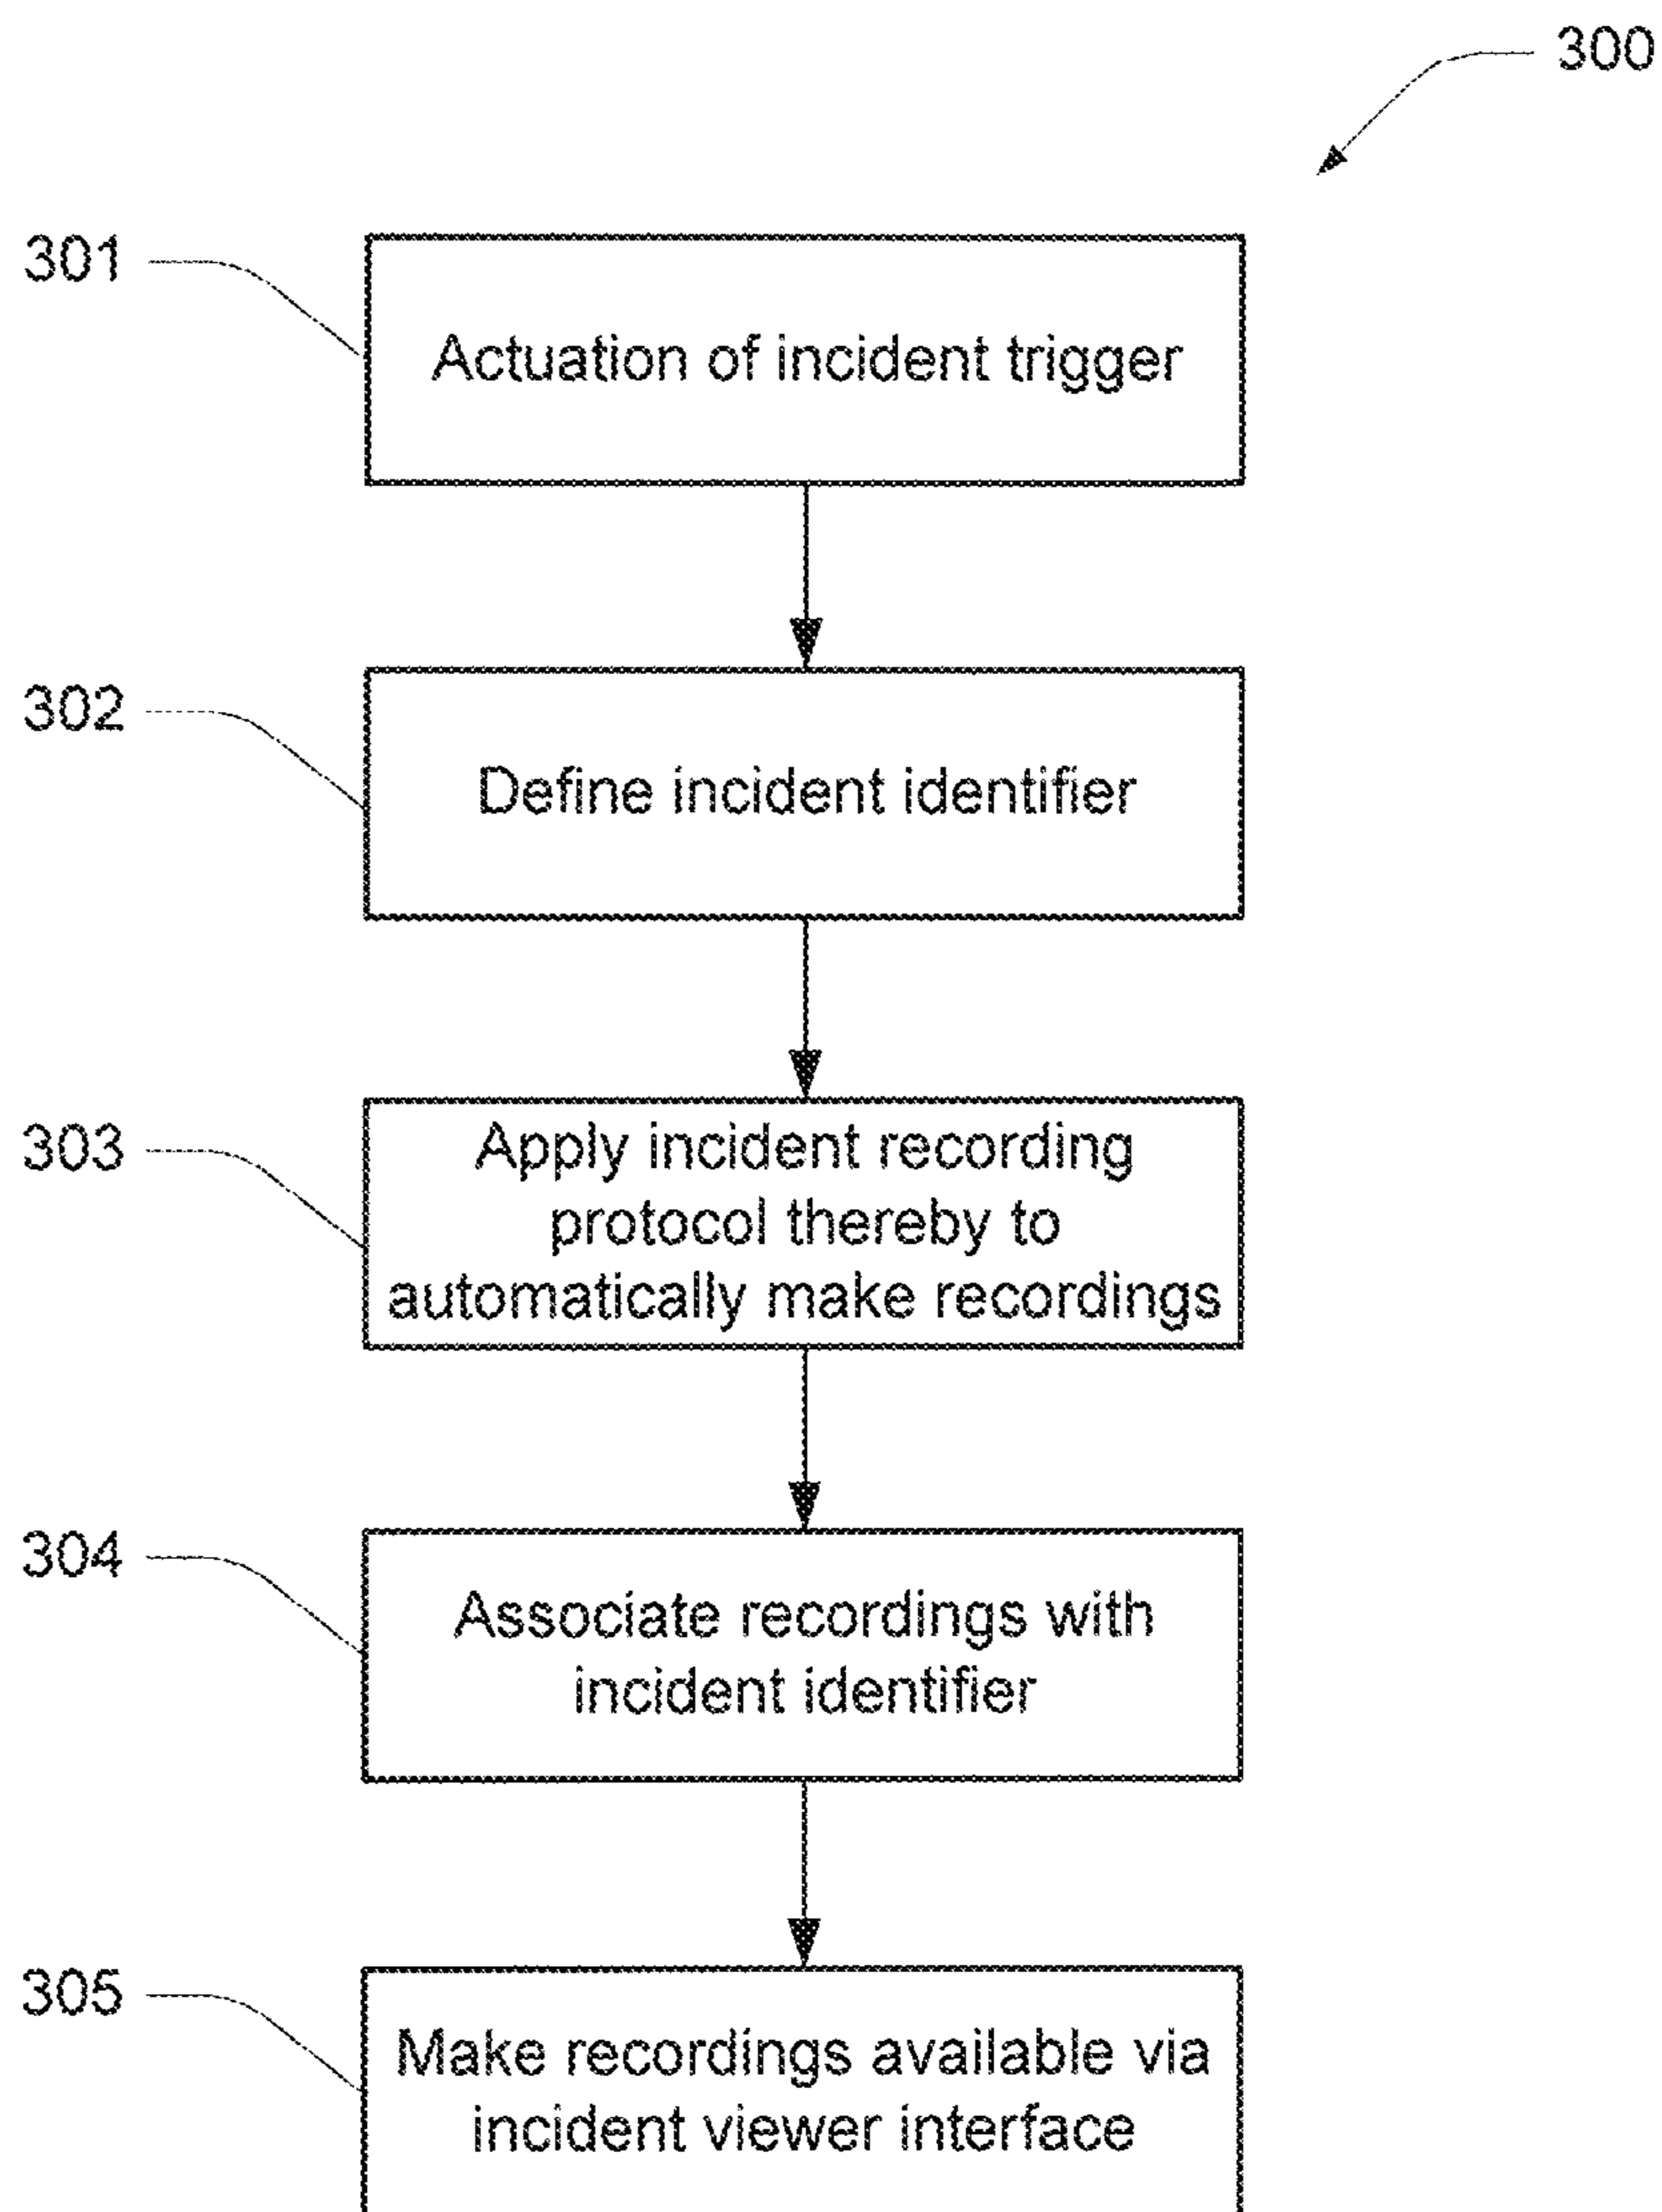 300
301
Actuation of incident trigger
302
Define incident identifier
303
Apply incident recording
protocol thereby to
automatically make recordings
304
Associate recordings with
incident identifier
305
Make recordings available via
incident viewer interface